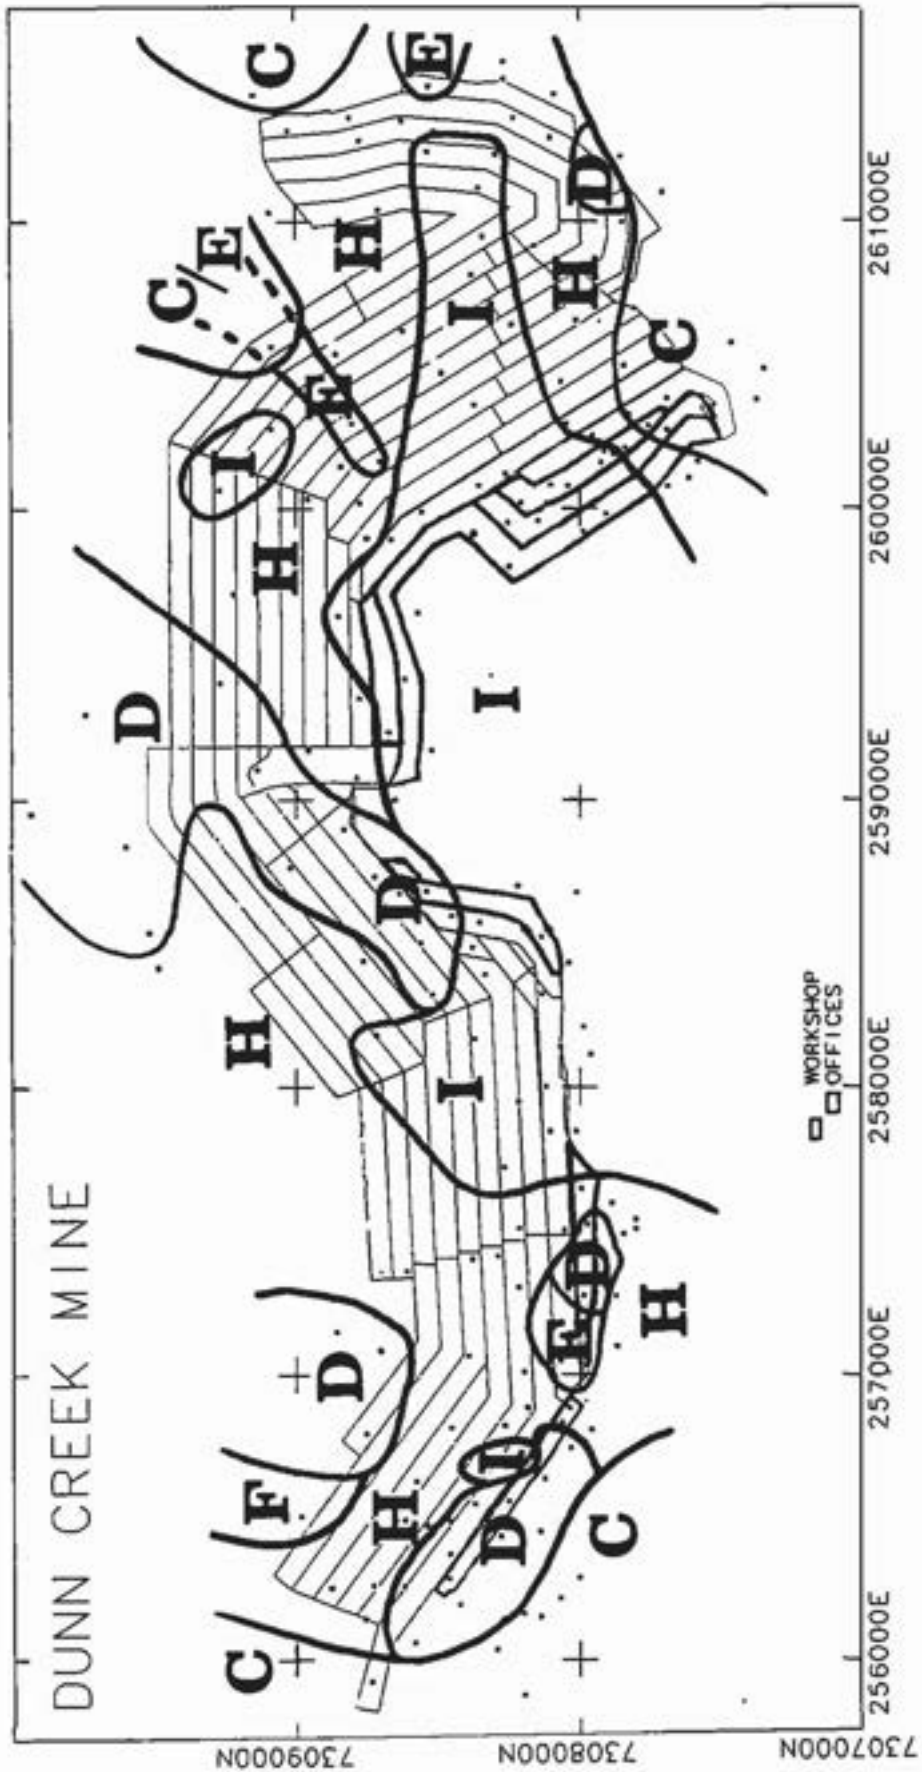 DUNN CREEK MINE
D
C / E
I
C
H
F
C
7309000N
H
E
D
H
H
D
E
I
I
D
I
I
E
D
H
D
7308000N
C
H
C
WORKSHOP
OFFICES
7307000N
256000E 257000E 258000E 259000E 260000E 261000E